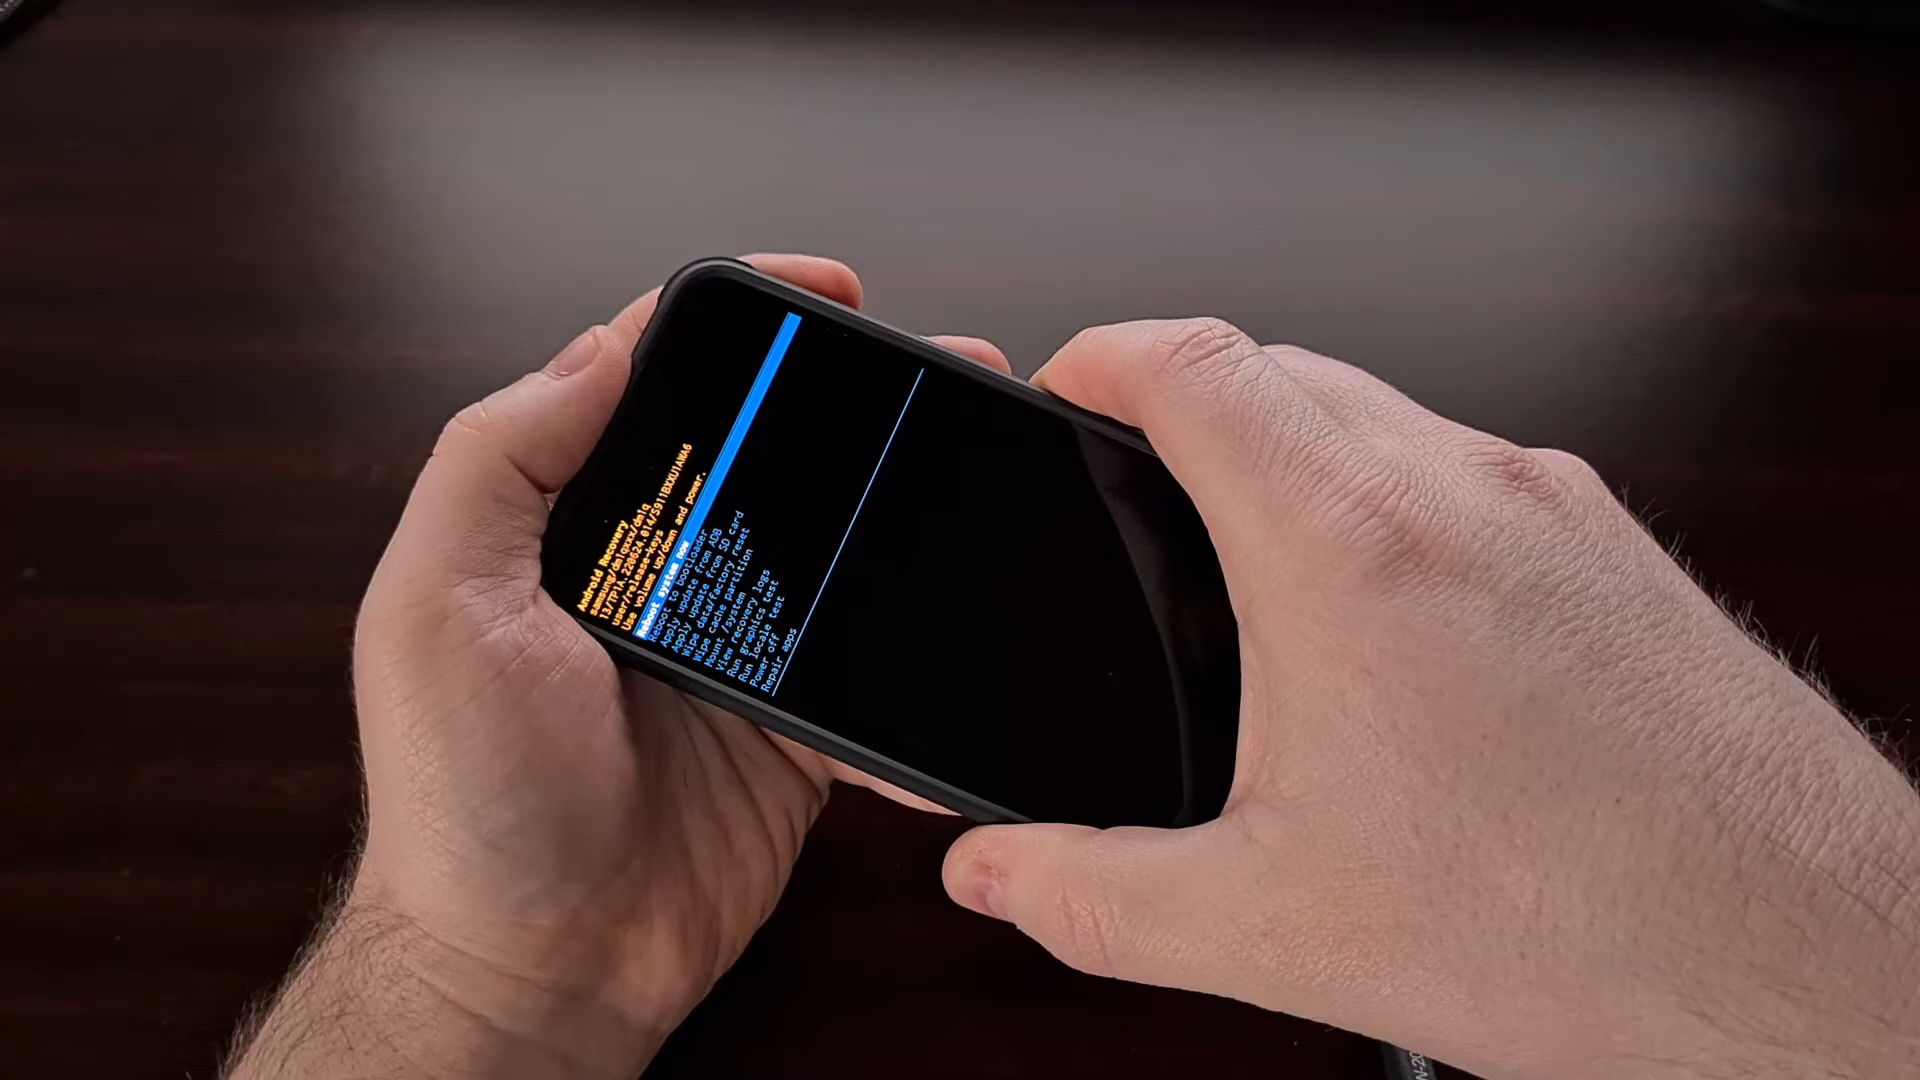 Android Recovery
samsung/dm1qxxx/dm1q
13/TP1A.220624.014/S911BXXU1AWA6
user/release-keys
Use volume up/down and power.
Reboot system now
Reboot to bootloader
Apply update from ADB
Apply update from SD card
Wipe data/factory reset
Wipe cache partition
Mount /system
View recovery logs
Run graphics test
Run locale test
Power off
Repair apps